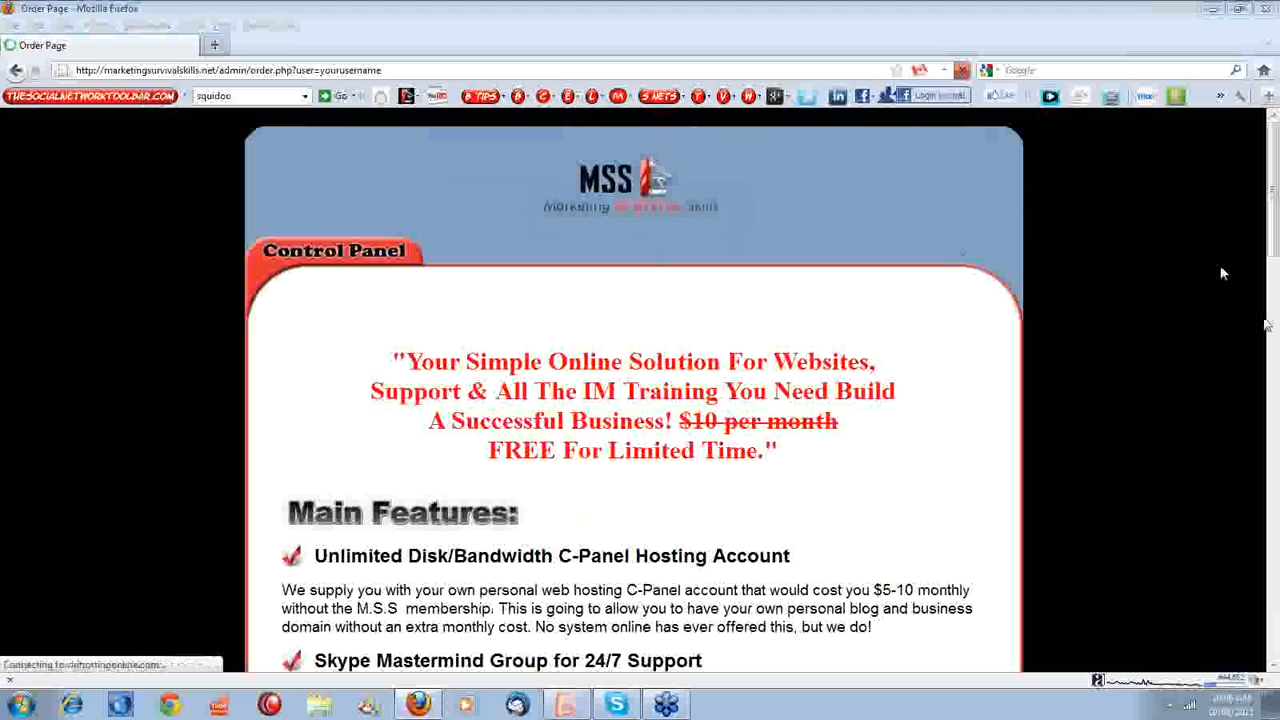 Order Page - Mozilla Firefox
Order Page
http://marketingsurvivalskills.net/admin/order.php?user=yourusername
Google
THESOCIALNETWORKTOOLBAR.COM
squidoo
Go
TIPS
S NETS
MSS
Marketing Skills
Control Panel
"Your Simple Online Solution For Websites,
Support & All The IM Training You Need Build
A Successful Business! $10 per month
FREE For Limited Time."
Main Features:
Unlimited Disk/Bandwidth C-Panel Hosting Account
We supply you with your own personal web hosting C-Panel account that would cost you $5-10 monthly
without the M.S.S membership. This is going to allow you to have your own personal blog and business
domain without an extra monthly cost. No system online has ever offered this, but we do!
Skype Mastermind Group for 24/7 Support